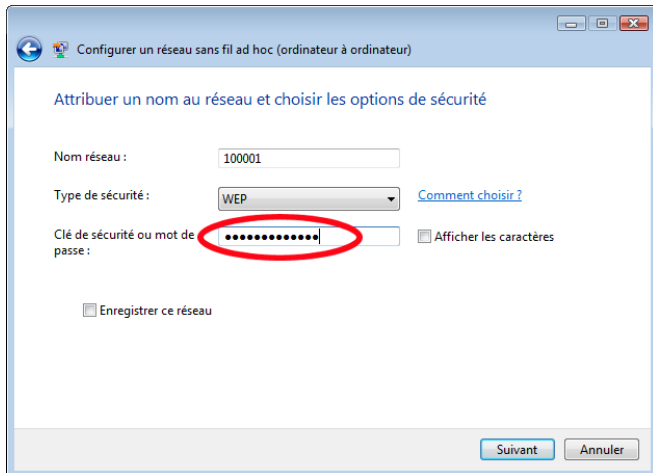 Configurer un réseau sans fil ad hoc (ordinateur à ordinateur)
Attribuer un nom au réseau et choisir les options de sécurité
Nom réseau :
100001
Type de sécurité :
WEP
Comment choisir ?
Clé de sécurité ou mot de
passe :
•••••••••••••
Afficher les caractères
Enregistrer ce réseau
Suivant
Annuler